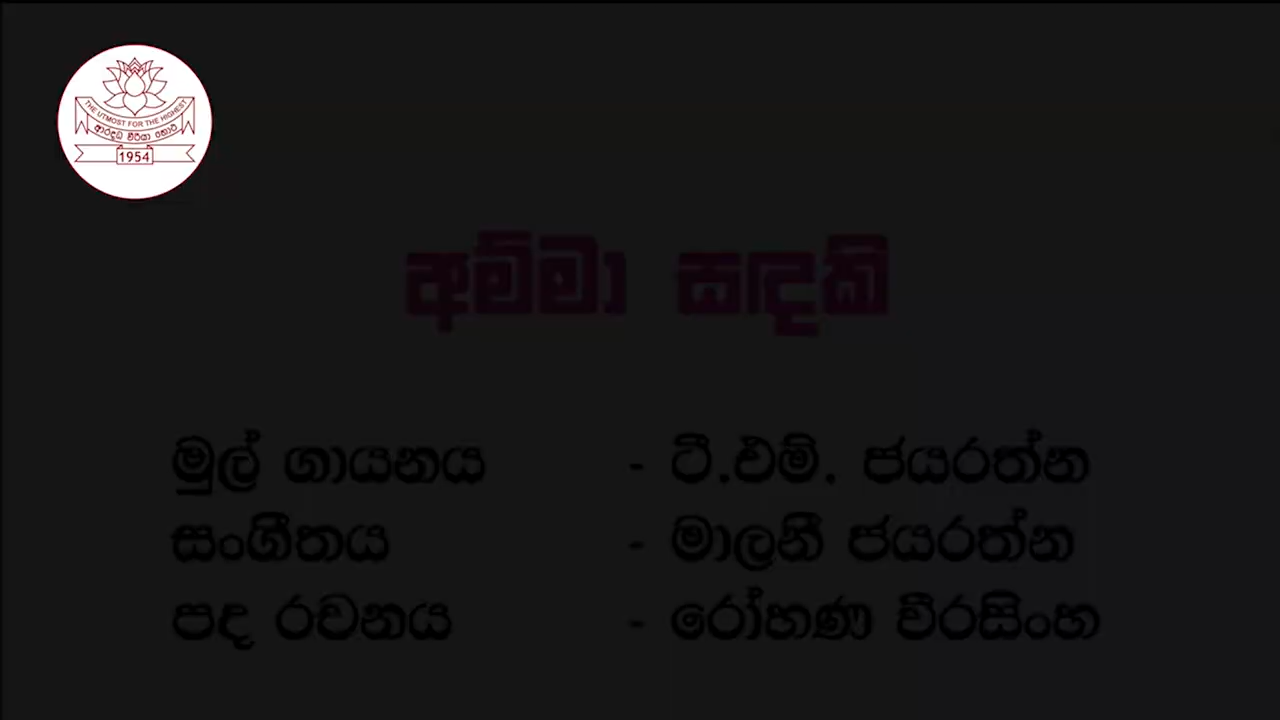 THE UTMOST FOR THE HIGHEST
1954
අම්මා සඳකි
මුල් ගායනය - ටී.එම්. ජයරත්න
සංගීතය - මාලනී ජයරත්න
පද රචනය - රෝහණ වීරසිංහ